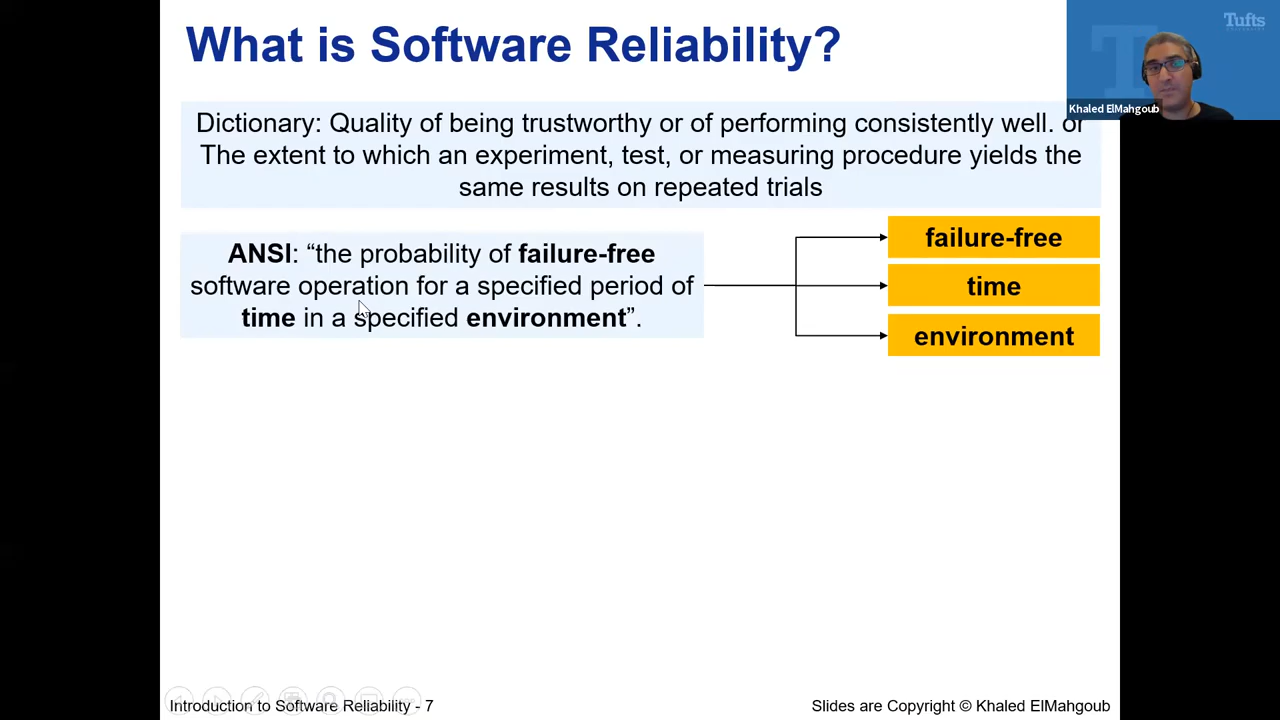 What is Software Reliability?
Tufts
Khaled ElMahgoub
Dictionary: Quality of being trustworthy or of performing consistently well. or
The extent to which an experiment, test, or measuring procedure yields the
same results on repeated trials
ANSI: “the probability of failure-free
software operation for a specified period of
time in a specified environment”.
failure-free
time
environment
Introduction to Software Reliability - 7
Slides are Copyright © Khaled ElMahgoub